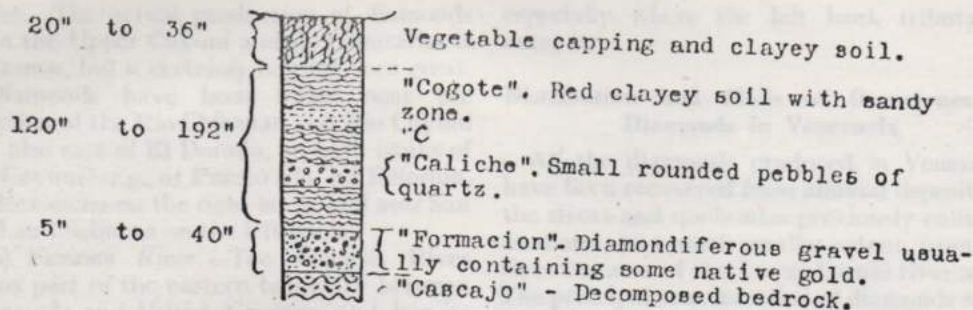 20" to 36"
Vegetable capping and clayey soil.
"Cogote". Red clayey soil with sandy
zone.
"C
120" to 192"
"Caliche". Small rounded pebbles of
quartz.
5" to 40"
"Formacion". Diamondiferous gravel usua-
lly containing some native gold.
"Cascajo" - Decomposed bedrock.